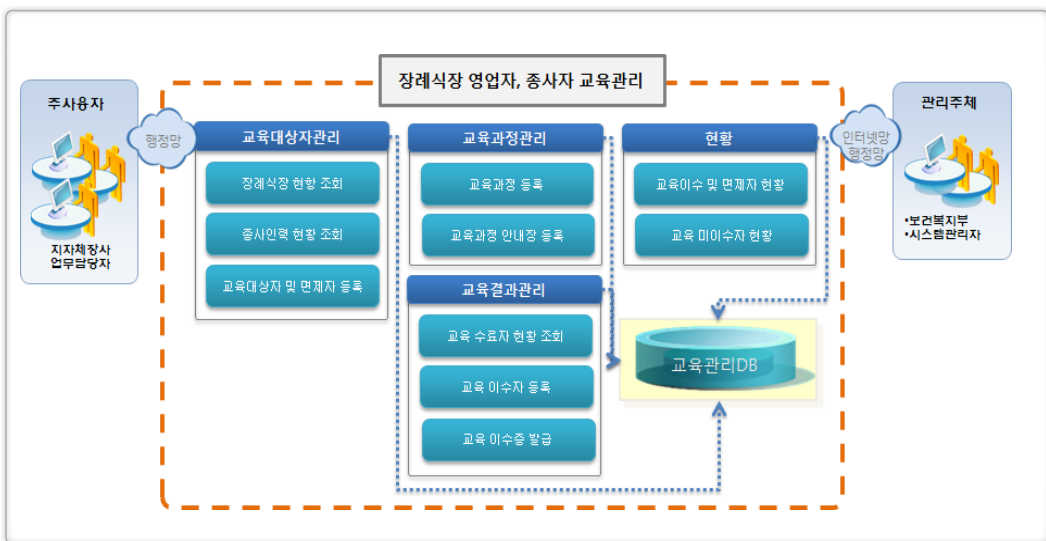 장례식장 영업자, 종사자 교육관리
주사용자
행정망
지자체장사
업무담당자
교육대상자관리
장례식장 현황 조회
종사인력 현황 조회
교육대상자 및 면제자 등록
교육과정관리
교육과정 등록
교육과정 안내장 등록
교육결과관리
교육 수료자 현황 조회
교육 이수자 등록
교육 이수증 발급
현황
교육이수 및 면제자 현황
교육 미이수자 현황
교육관리DB
인터넷망
행정망
관리주체
•보건복지부
•시스템관리자